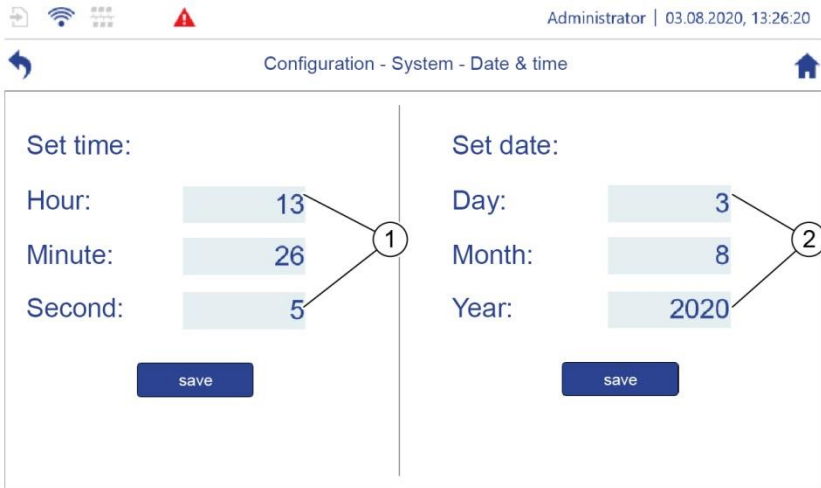 Administrator | 03.08.2020, 13:26:20
Configuration - System - Date & time
Set time:
Hour: 13
Minute: 26
Second: 5
save
1
Set date:
Day: 3
Month: 8
Year: 2020
save
2